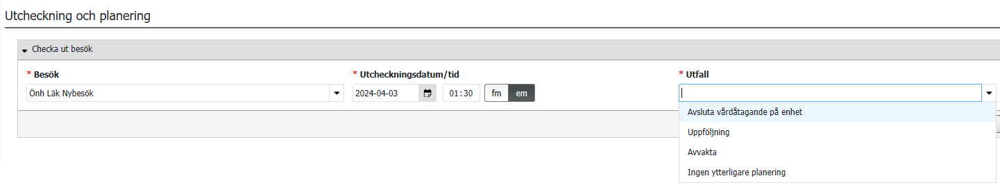 Utcheckning och planering
Checka ut besök
* Besök
* Utcheckningsdatum/tid
* Utfall
Önh Läk Nybesök
2024-04-03
01:30
fm
em
Avsluta vårdåtagande på enhet
Uppföljning
Avvakta
Ingen ytterligare planering